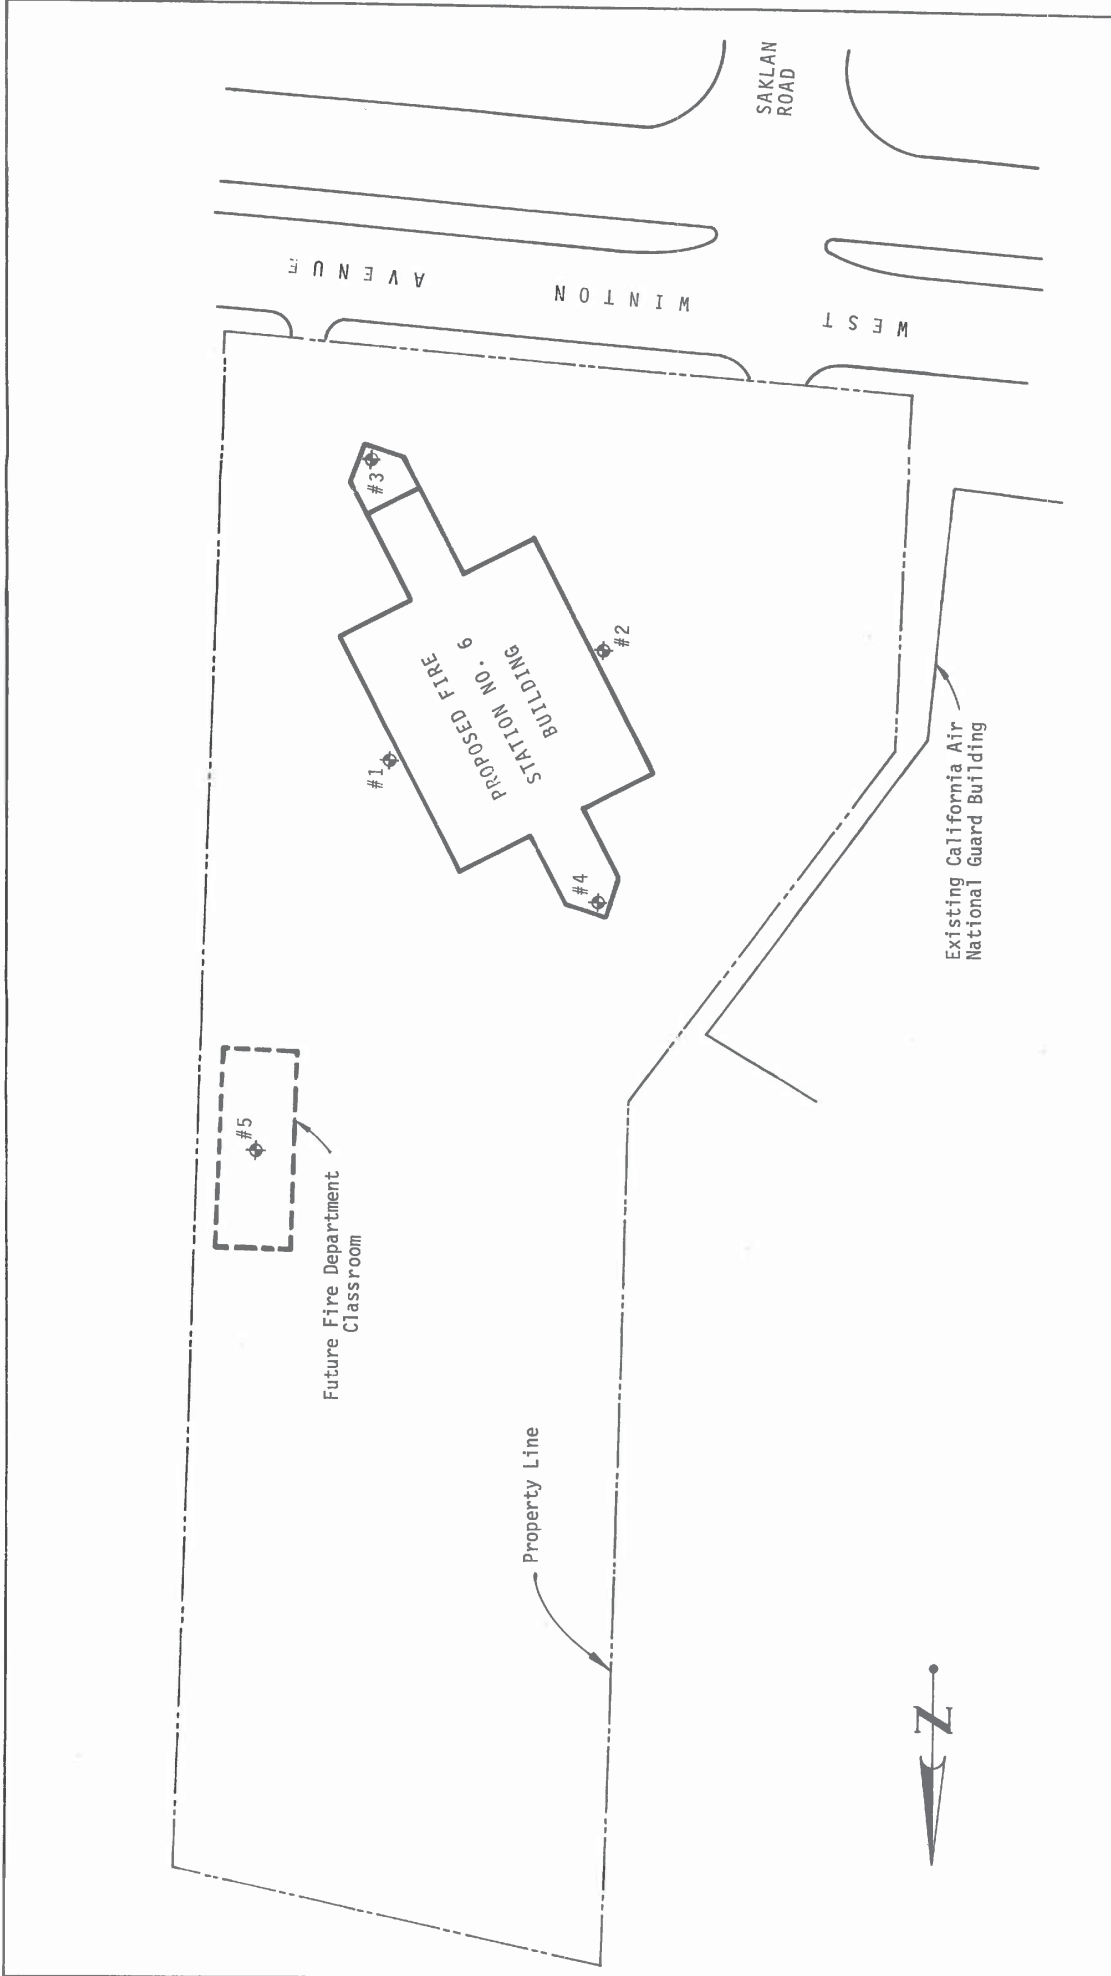 SAKLAN
ROAD
WEST WINTON AVENUE
#3
PROPOSED FIRE
STATION NO. 6
BUILDING
#1
#2
#4
#5
Existing California Air
National Guard Building
Future Fire Department
Classroom
Property Line
N